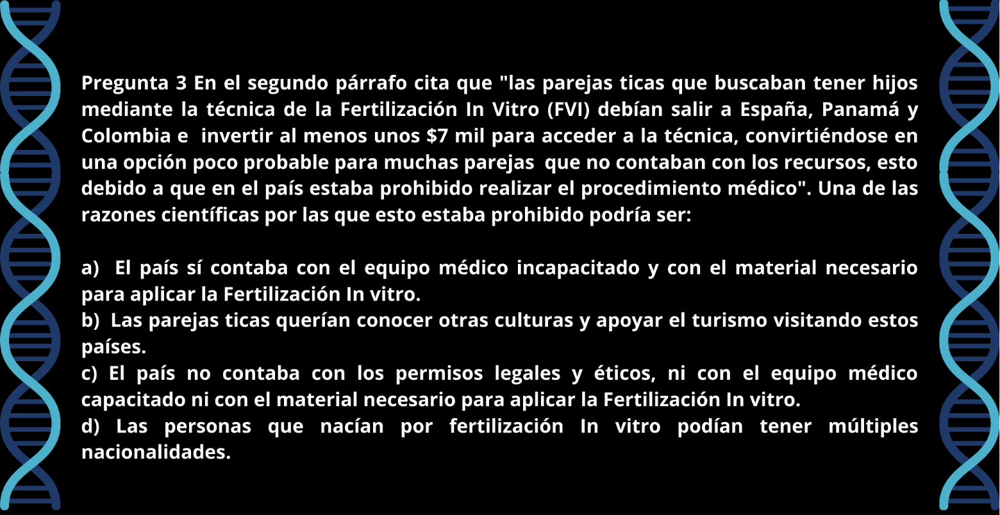 Pregunta 3 En el segundo párrafo cita que "las parejas ticas que buscaban tener hijos
mediante la técnica de la Fertilización In Vitro (FVI) debían salir a España, Panamá y
Colombia e invertir al menos unos $7 mil para acceder a la técnica, convirtiéndose en
una opción poco probable para muchas parejas que no contaban con los recursos, esto
debido a que en el país estaba prohibido realizar el procedimiento médico". Una de las
razones científicas por las que esto estaba prohibido podría ser:
a) El país sí contaba con el equipo médico incapacitado y con el material necesario
para aplicar la Fertilización In vitro.
b) Las parejas ticas querían conocer otras culturas y apoyar el turismo visitando estos
países.
c) El país no contaba con los permisos legales y éticos, ni con el equipo médico
capacitado ni con el material necesario para aplicar la Fertilización In vitro.
d) Las personas que nacían por fertilización In vitro podían tener múltiples
nacionalidades.